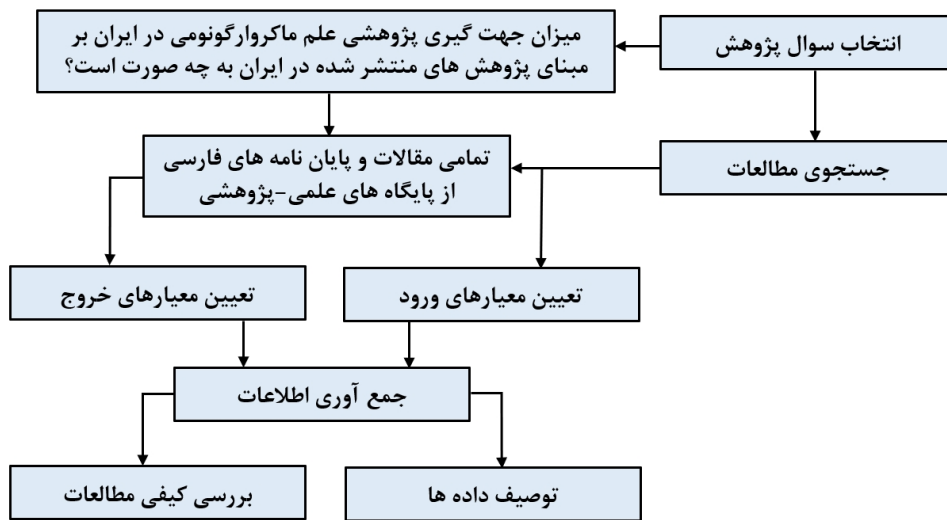 انتخاب سوال پژوهش
میزان جهت گیری پژوهشی علم ماکروارگونومی در ایران بر
مبنای پژوهش های منتشر شده در ایران به چه صورت است؟
جستجوی مطالعات
تمامی مقالات و پایان نامه های فارسی
از پایگاه های علمی-پژوهشی
تعیین معیارهای ورود
تعیین معیارهای خروج
جمع آوری اطلاعات
توصیف داده ها
بررسی کیفی مطالعات